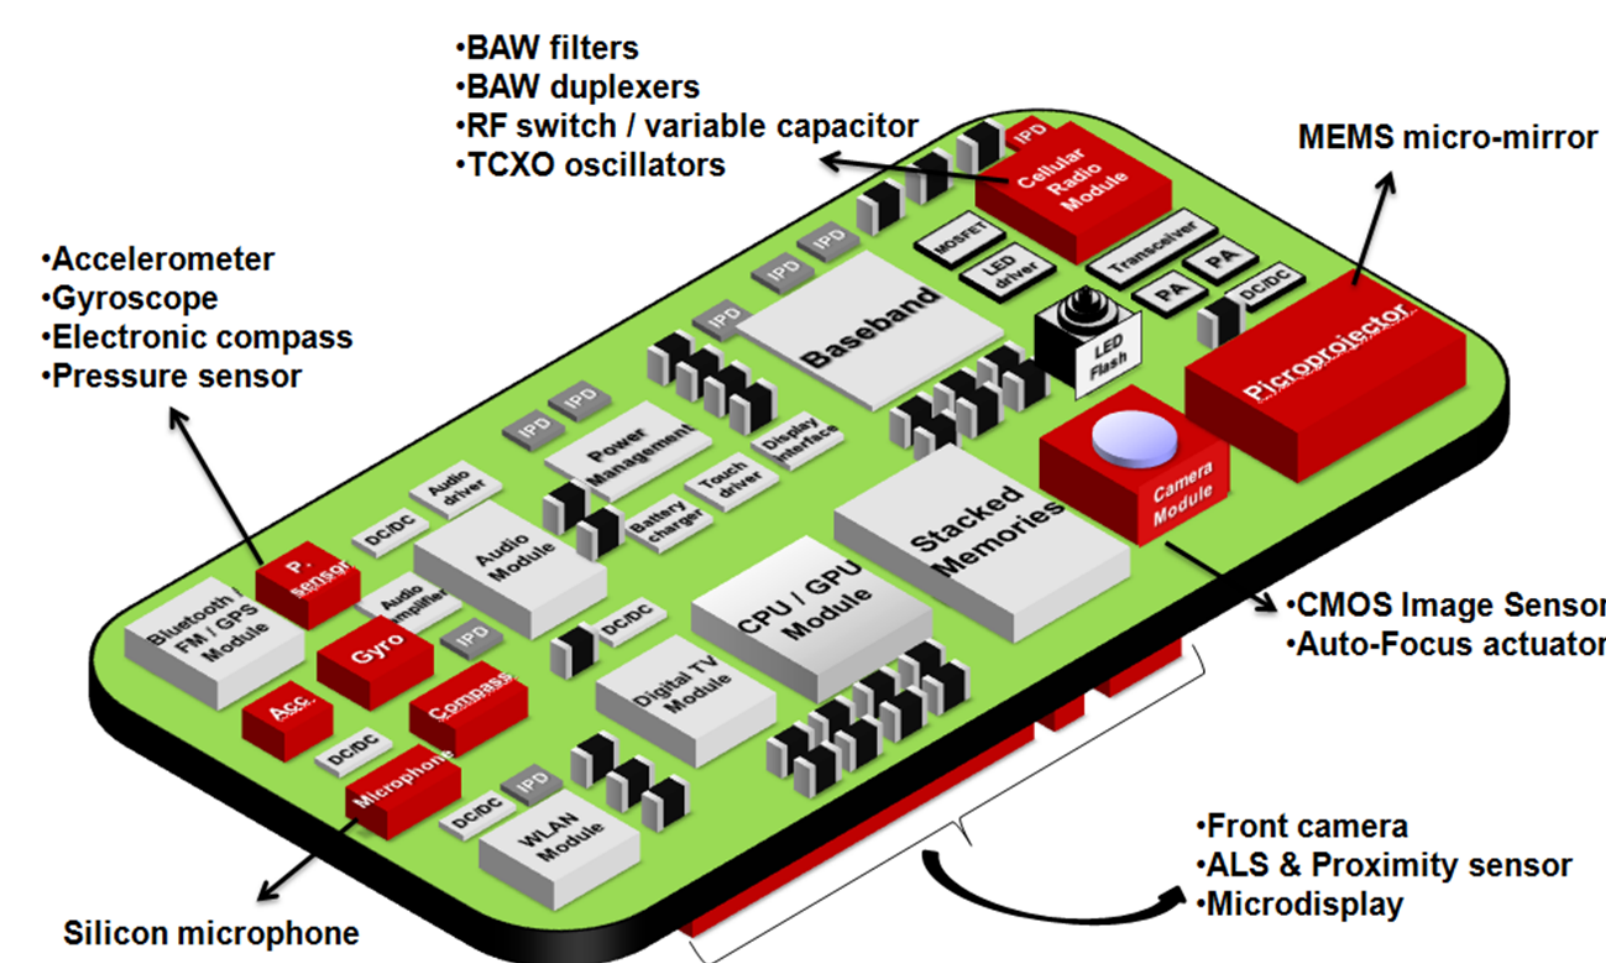 •BAW filters
•BAW duplexers
•RF switch / variable capacitor
•TCXO oscillators
MEMS micro-mirror
•Accelerometer
•Gyroscope
•Electronic compass
•Pressure sensor
IPD
Cellular
Radio
Module
MOSFET
LED
driver
Transceiver
PA
PA
DC/DC
IPD
IPD
IPD
Baseband
LED
Flash
Picroprojector
Camera
Module
IPD
IPD
Power
Management
Display
interface
Touch
driver
Battery
charger
Audio
driver
DC/DC
Audio
Module
Stacked
Memories
CPU / GPU
Module
P.
sensor
Bluetooth /
FM / GPS
Module
Audio
amplifier
Gyro
IPD
DC/DC
Digital TV
Module
Acc.
Compass
DC/DC
Microphone
IPD
DC/DC
WLAN
Module
•CMOS Image Sensor
•Auto-Focus actuator
•Front camera
•ALS & Proximity sensor
•Microdisplay
Silicon microphone